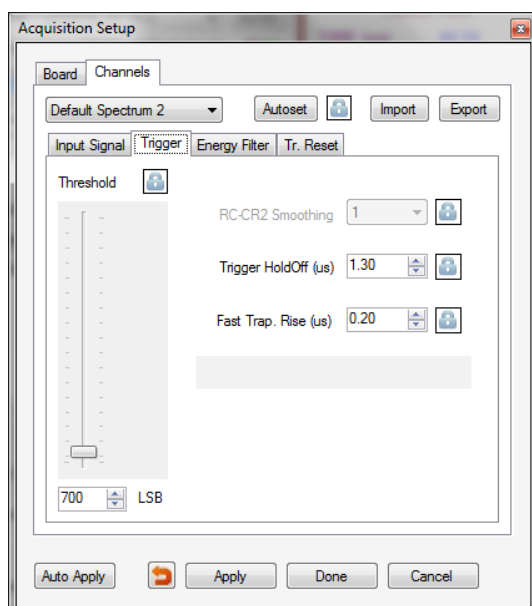 Acquisition Setup
Board Channels
Default Spectrum 2 Autoset Import Export
Input Signal Trigger Energy Filter Tr. Reset
Threshold
RC-CR2 Smoothing 1
Trigger HoldOff (us) 1.30
Fast Trap. Rise (us) 0.20
700 LSB
Auto Apply Apply Done Cancel